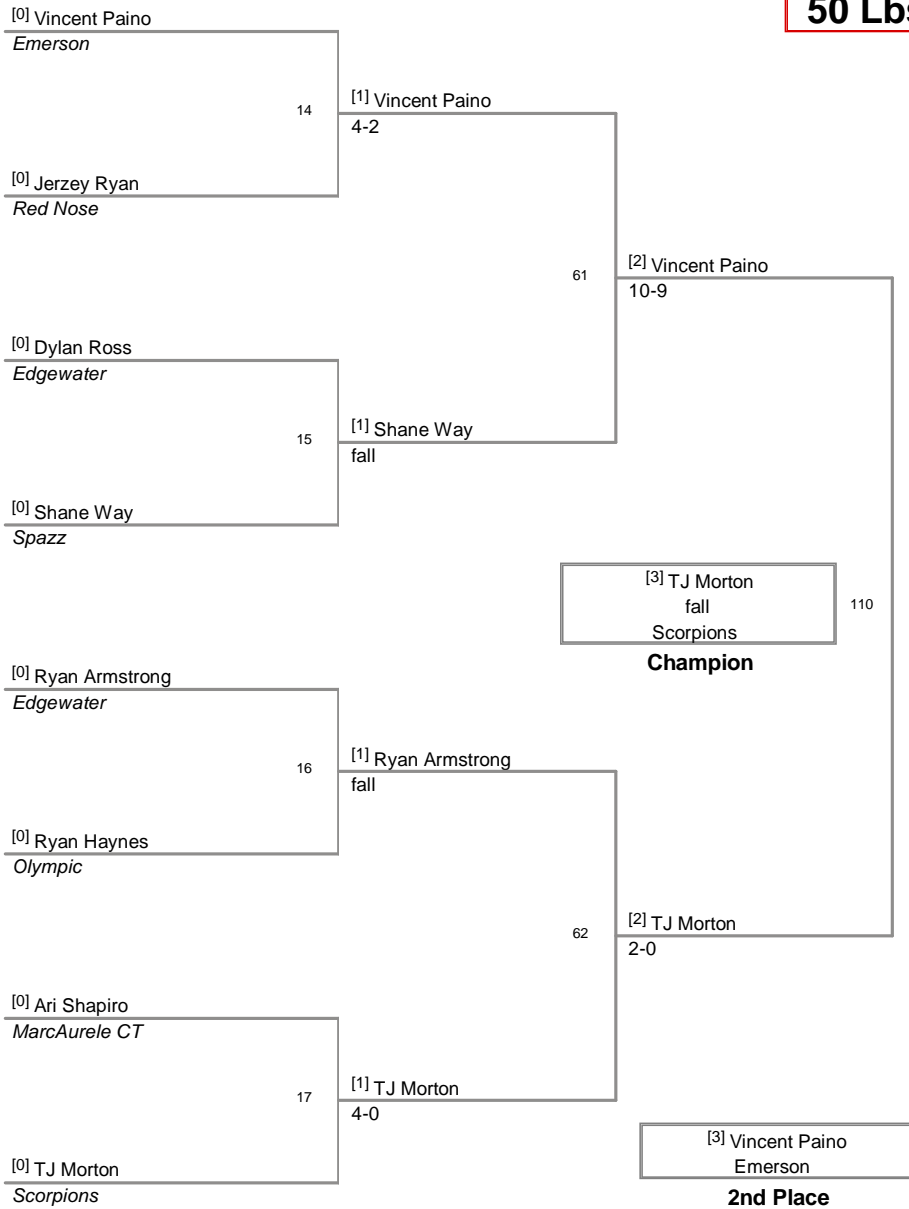 50 Lbs
[0] Vincent Paino
Emerson
14
[1] Vincent Paino
4-2
[0] Jerzey Ryan
Red Nose
61
[2] Vincent Paino
10-9
[0] Dylan Ross
Edgewater
15
[1] Shane Way
fall
[0] Shane Way
Spazz
[3] TJ Morton
fall
Scorpions
110
Champion
[0] Ryan Armstrong
Edgewater
16
[1] Ryan Armstrong
fall
[0] Ryan Haynes
Olympic
62
[2] TJ Morton
2-0
[0] Ari Shapiro
MarcAurele CT
17
[1] TJ Morton
4-0
[0] TJ Morton
Scorpions
[3] Vincent Paino
Emerson
2nd Place